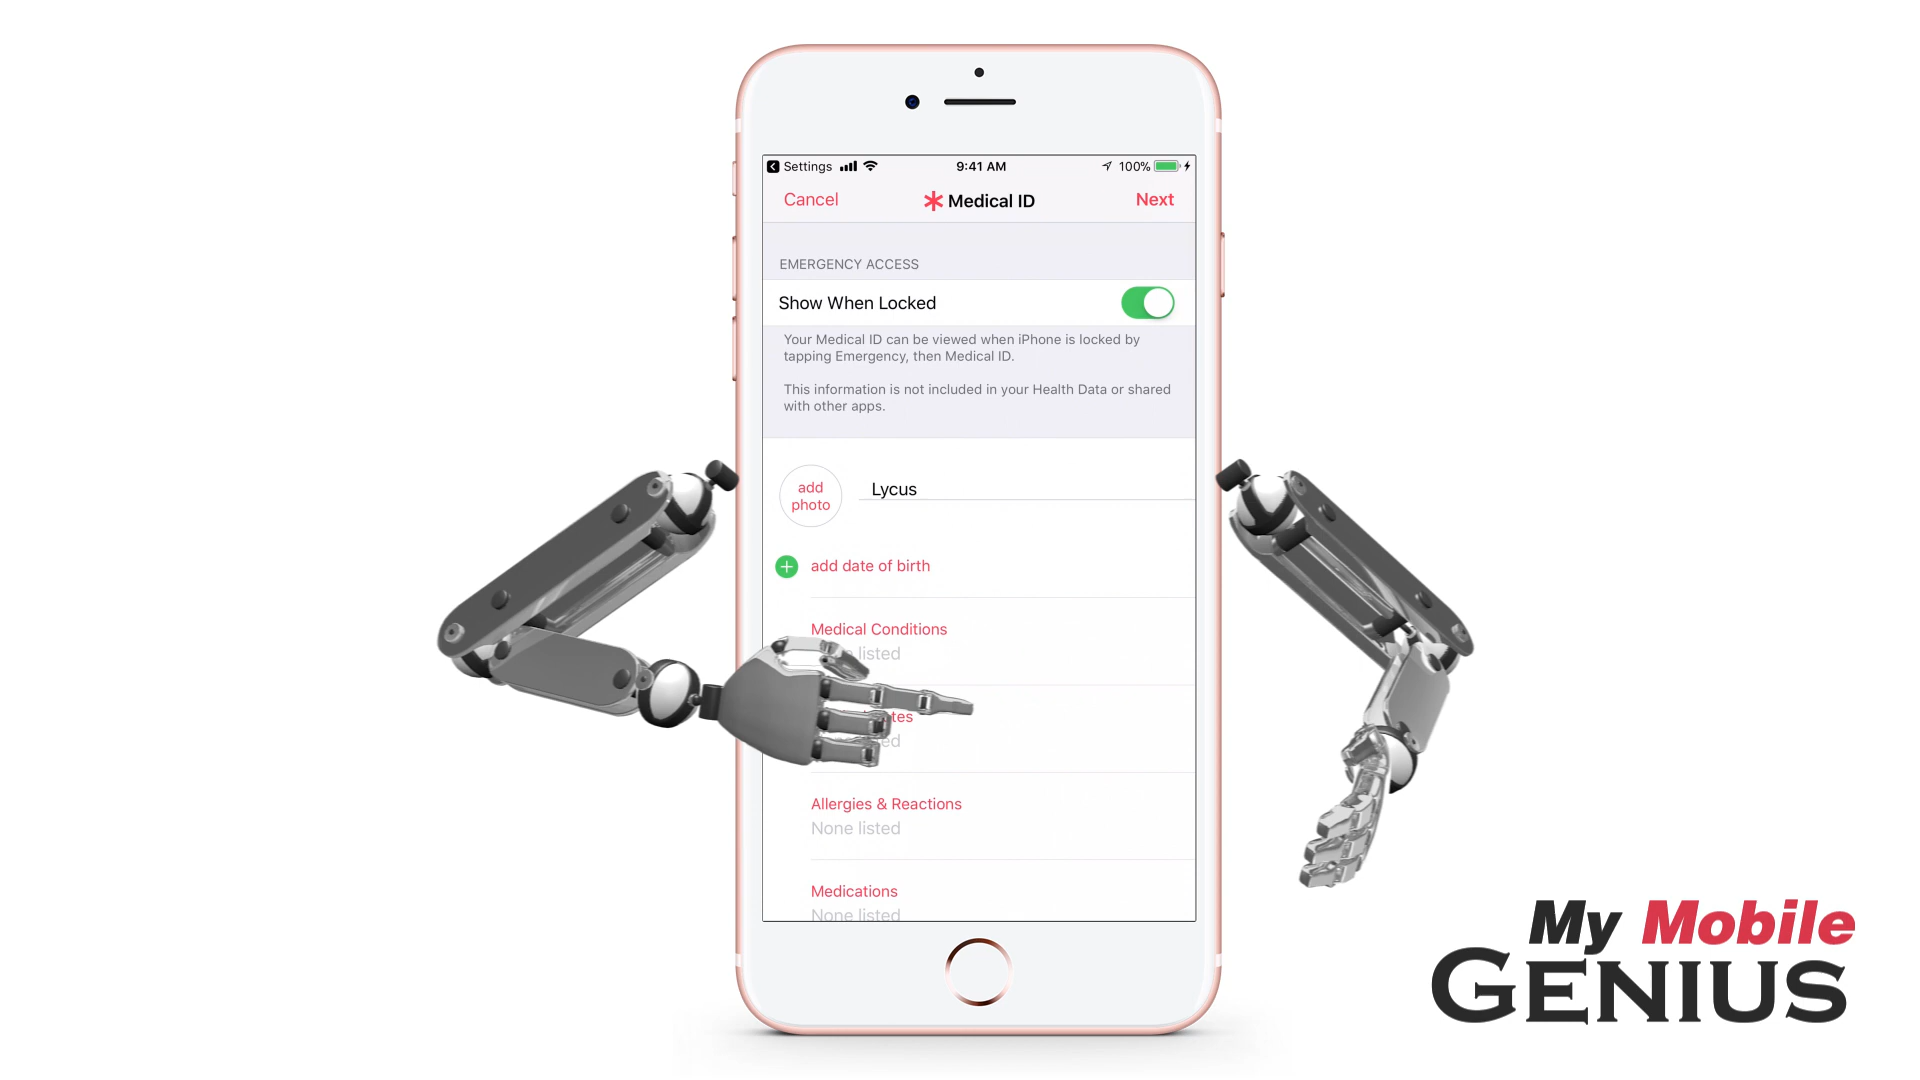 Settings 9:41 AM 100%
Cancel Medical ID Next
EMERGENCY ACCESS
Show When Locked
Your Medical ID can be viewed when iPhone is locked by
tapping Emergency, then Medical ID.
This information is not included in your Health Data or shared
with other apps.
add
photo
Lycus
add date of birth
Medical Conditions
listed
Allergies & Reactions
None listed
Medications
None listed
My Mobile
GENIUS